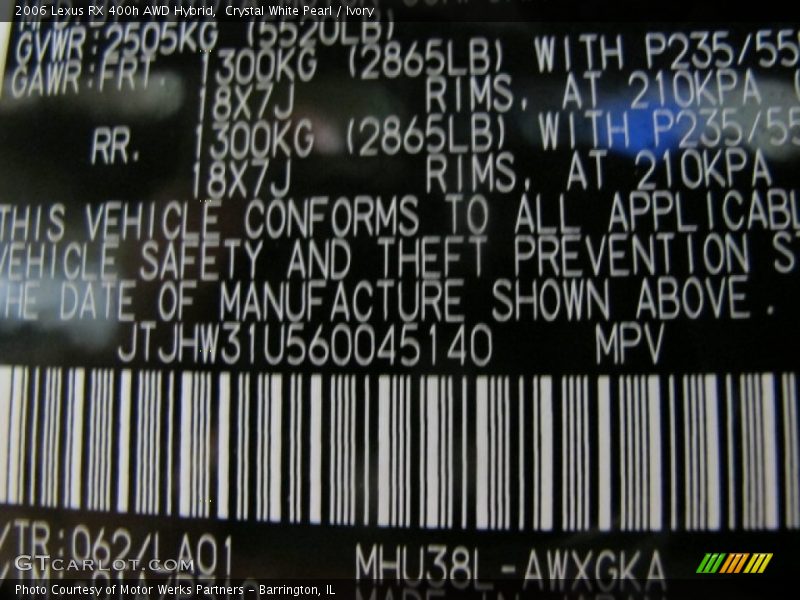 2006 Lexus RX 400h AWD Hybrid,  Crystal White Pearl / Ivory
GVWR:2505KG (5520LB)
GAWR:FRT. 1300KG (2865LB) WITH P235/55
18X7J RIMS, AT 210KPA (
RR. 1300KG (2865LB) WITH P235/55
18X7J RIMS, AT 210KPA
THIS VEHICLE CONFORMS TO ALL APPLICABL
VEHICLE SAFETY AND THEFT PREVENTION S
HE DATE OF MANUFACTURE SHOWN ABOVE.
JTJHW31U560045140 MPV
/TR:062/LA01 MHU38L-AWXGKA
GTcarlot.com
Photo Courtesy of Motor Werks Partners - Barrington, IL